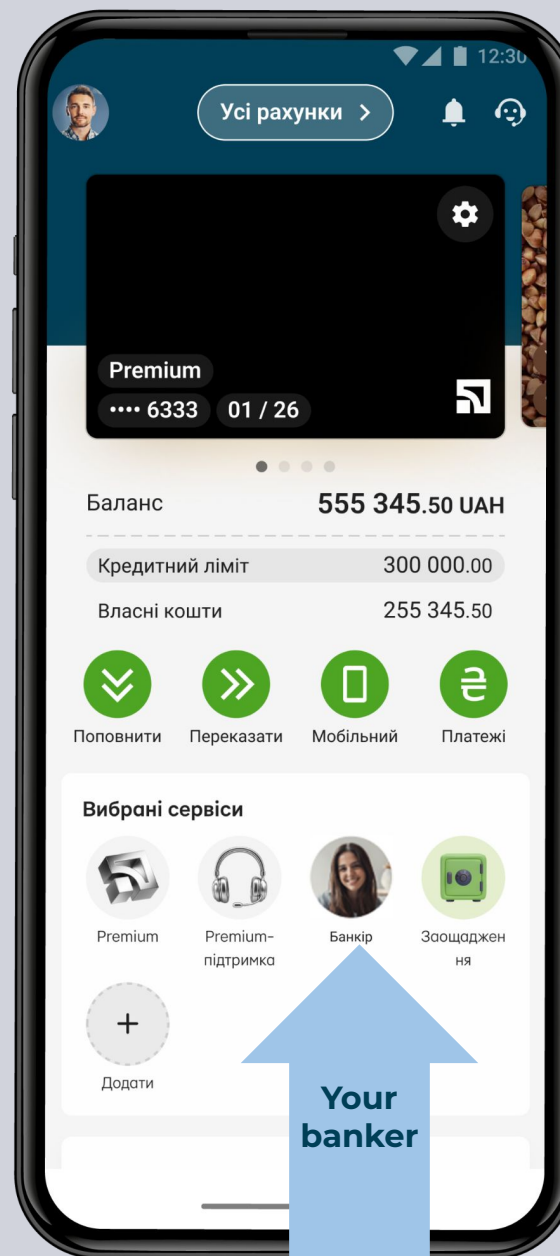 12:30
Усі рахунки >
Premium
•••• 6333 01 / 26
Баланс 555 345.50 UAH
Кредитний ліміт 300 000.00
Власні кошти 255 345.50
Поповнити Переказати Мобільний Платежі
Вибрані сервіси
Premium Premium- Банкір Заощаджен
підтримка ня
Додати
Your
banker